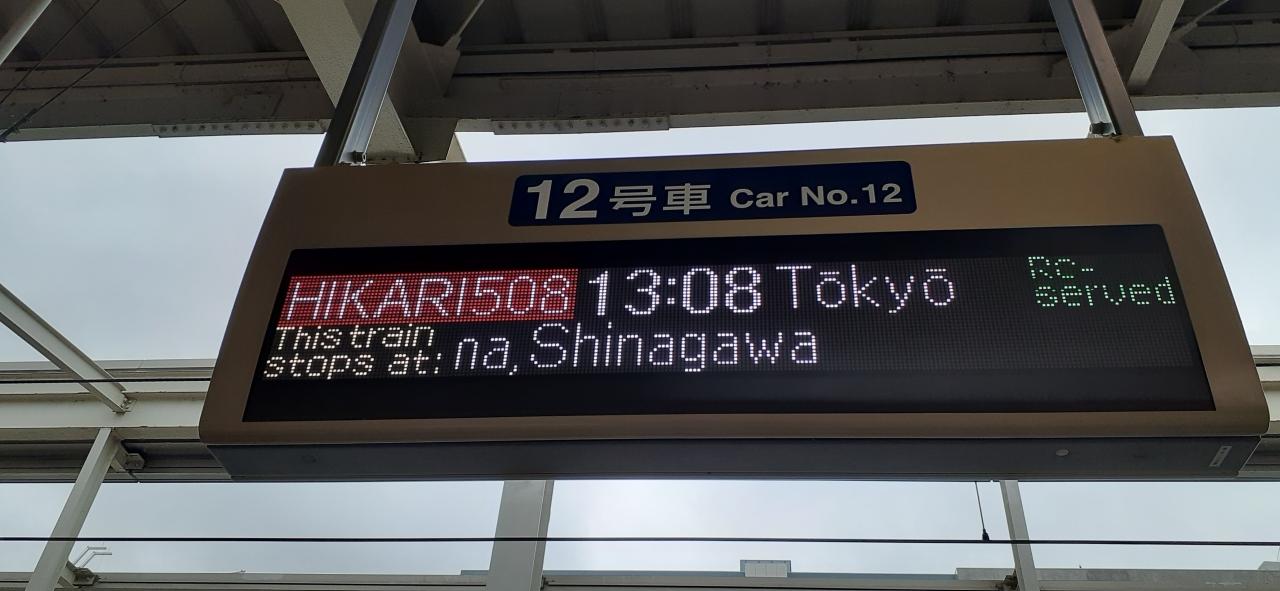 12号車 Car No.12
HIKARI508 13:08 Tōkyō Re-
served
This train
stops at: na, Shinagawa